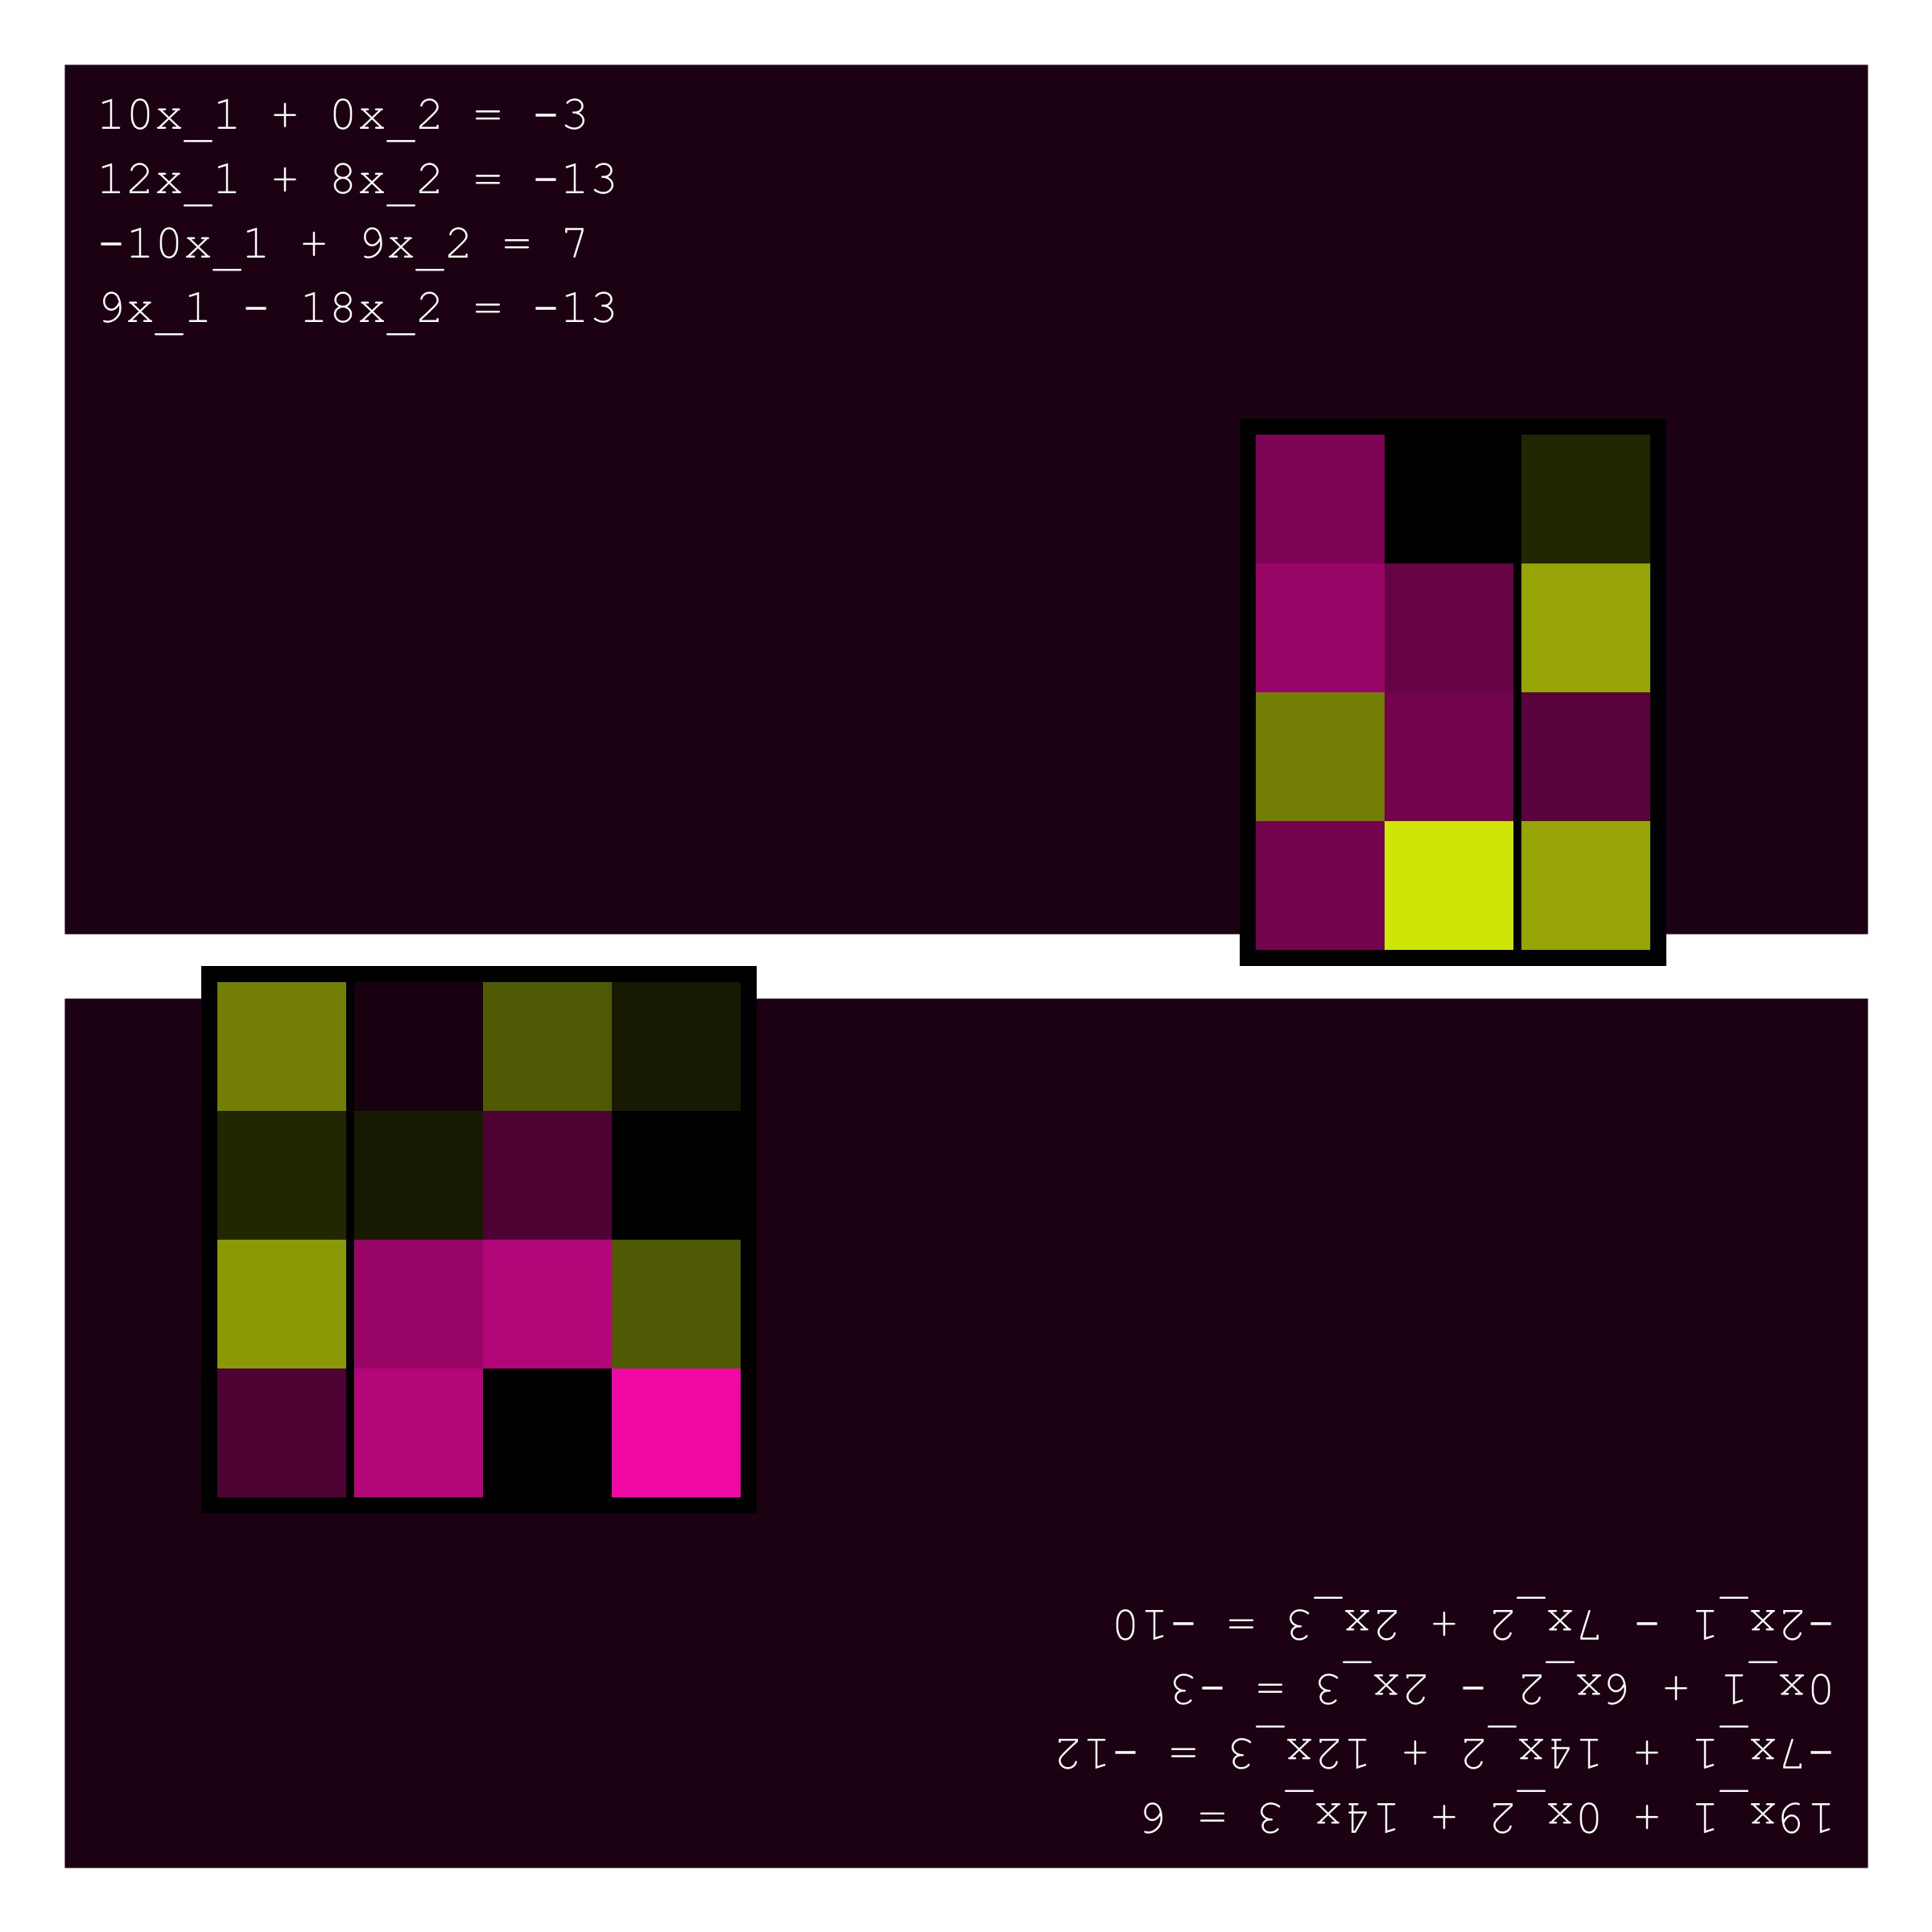 10x_1 + 0x_2 = -3
12x_1 + 8x_2 = -13
-10x_1 + 9x_2 = 7
9x_1 - 18x_2 = -13
19x_1 + 0x_2 + 14x_3 = 6
-7x_1 + 14x_2 + 12x_3 = -12
0x_1 + 6x_2 - 2x_3 = -3
-2x_1 - 7x_2 + 2x_3 = -10